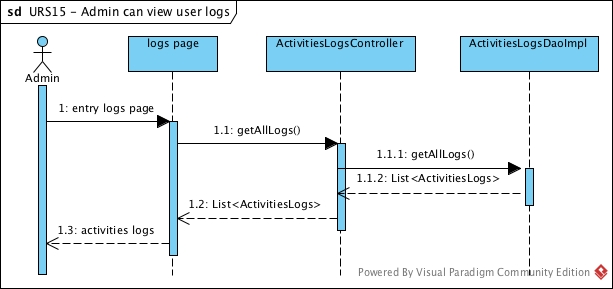 sd URS15 - Admin can view user logs
logs page
ActivitiesLogsController
ActivitiesLogsDaoImpl
Admin
1: entry logs page
1.1: getAllLogs()
1.1.1: getAllLogs()
1.1.2: List<ActivitiesLogs>
1.2: List<ActivitiesLogs>
1.3: activities logs
Powered By Visual Paradigm Community Edition